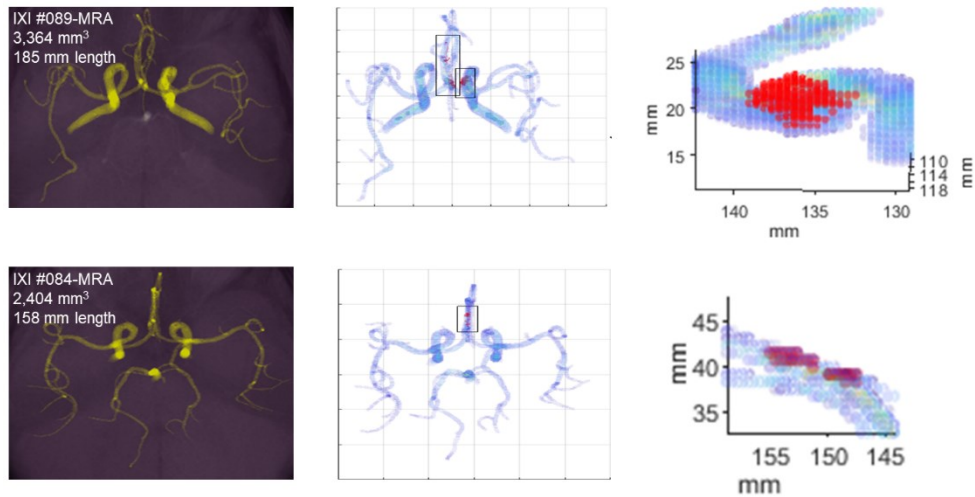 IXI #089-MRA
3,364 mm³
185 mm length
25
20
15
mm
110
114
118
mm
140
135
130
mm
IXI #084-MRA
2,404 mm³
158 mm length
45
40
35
mm
155
150
145
mm